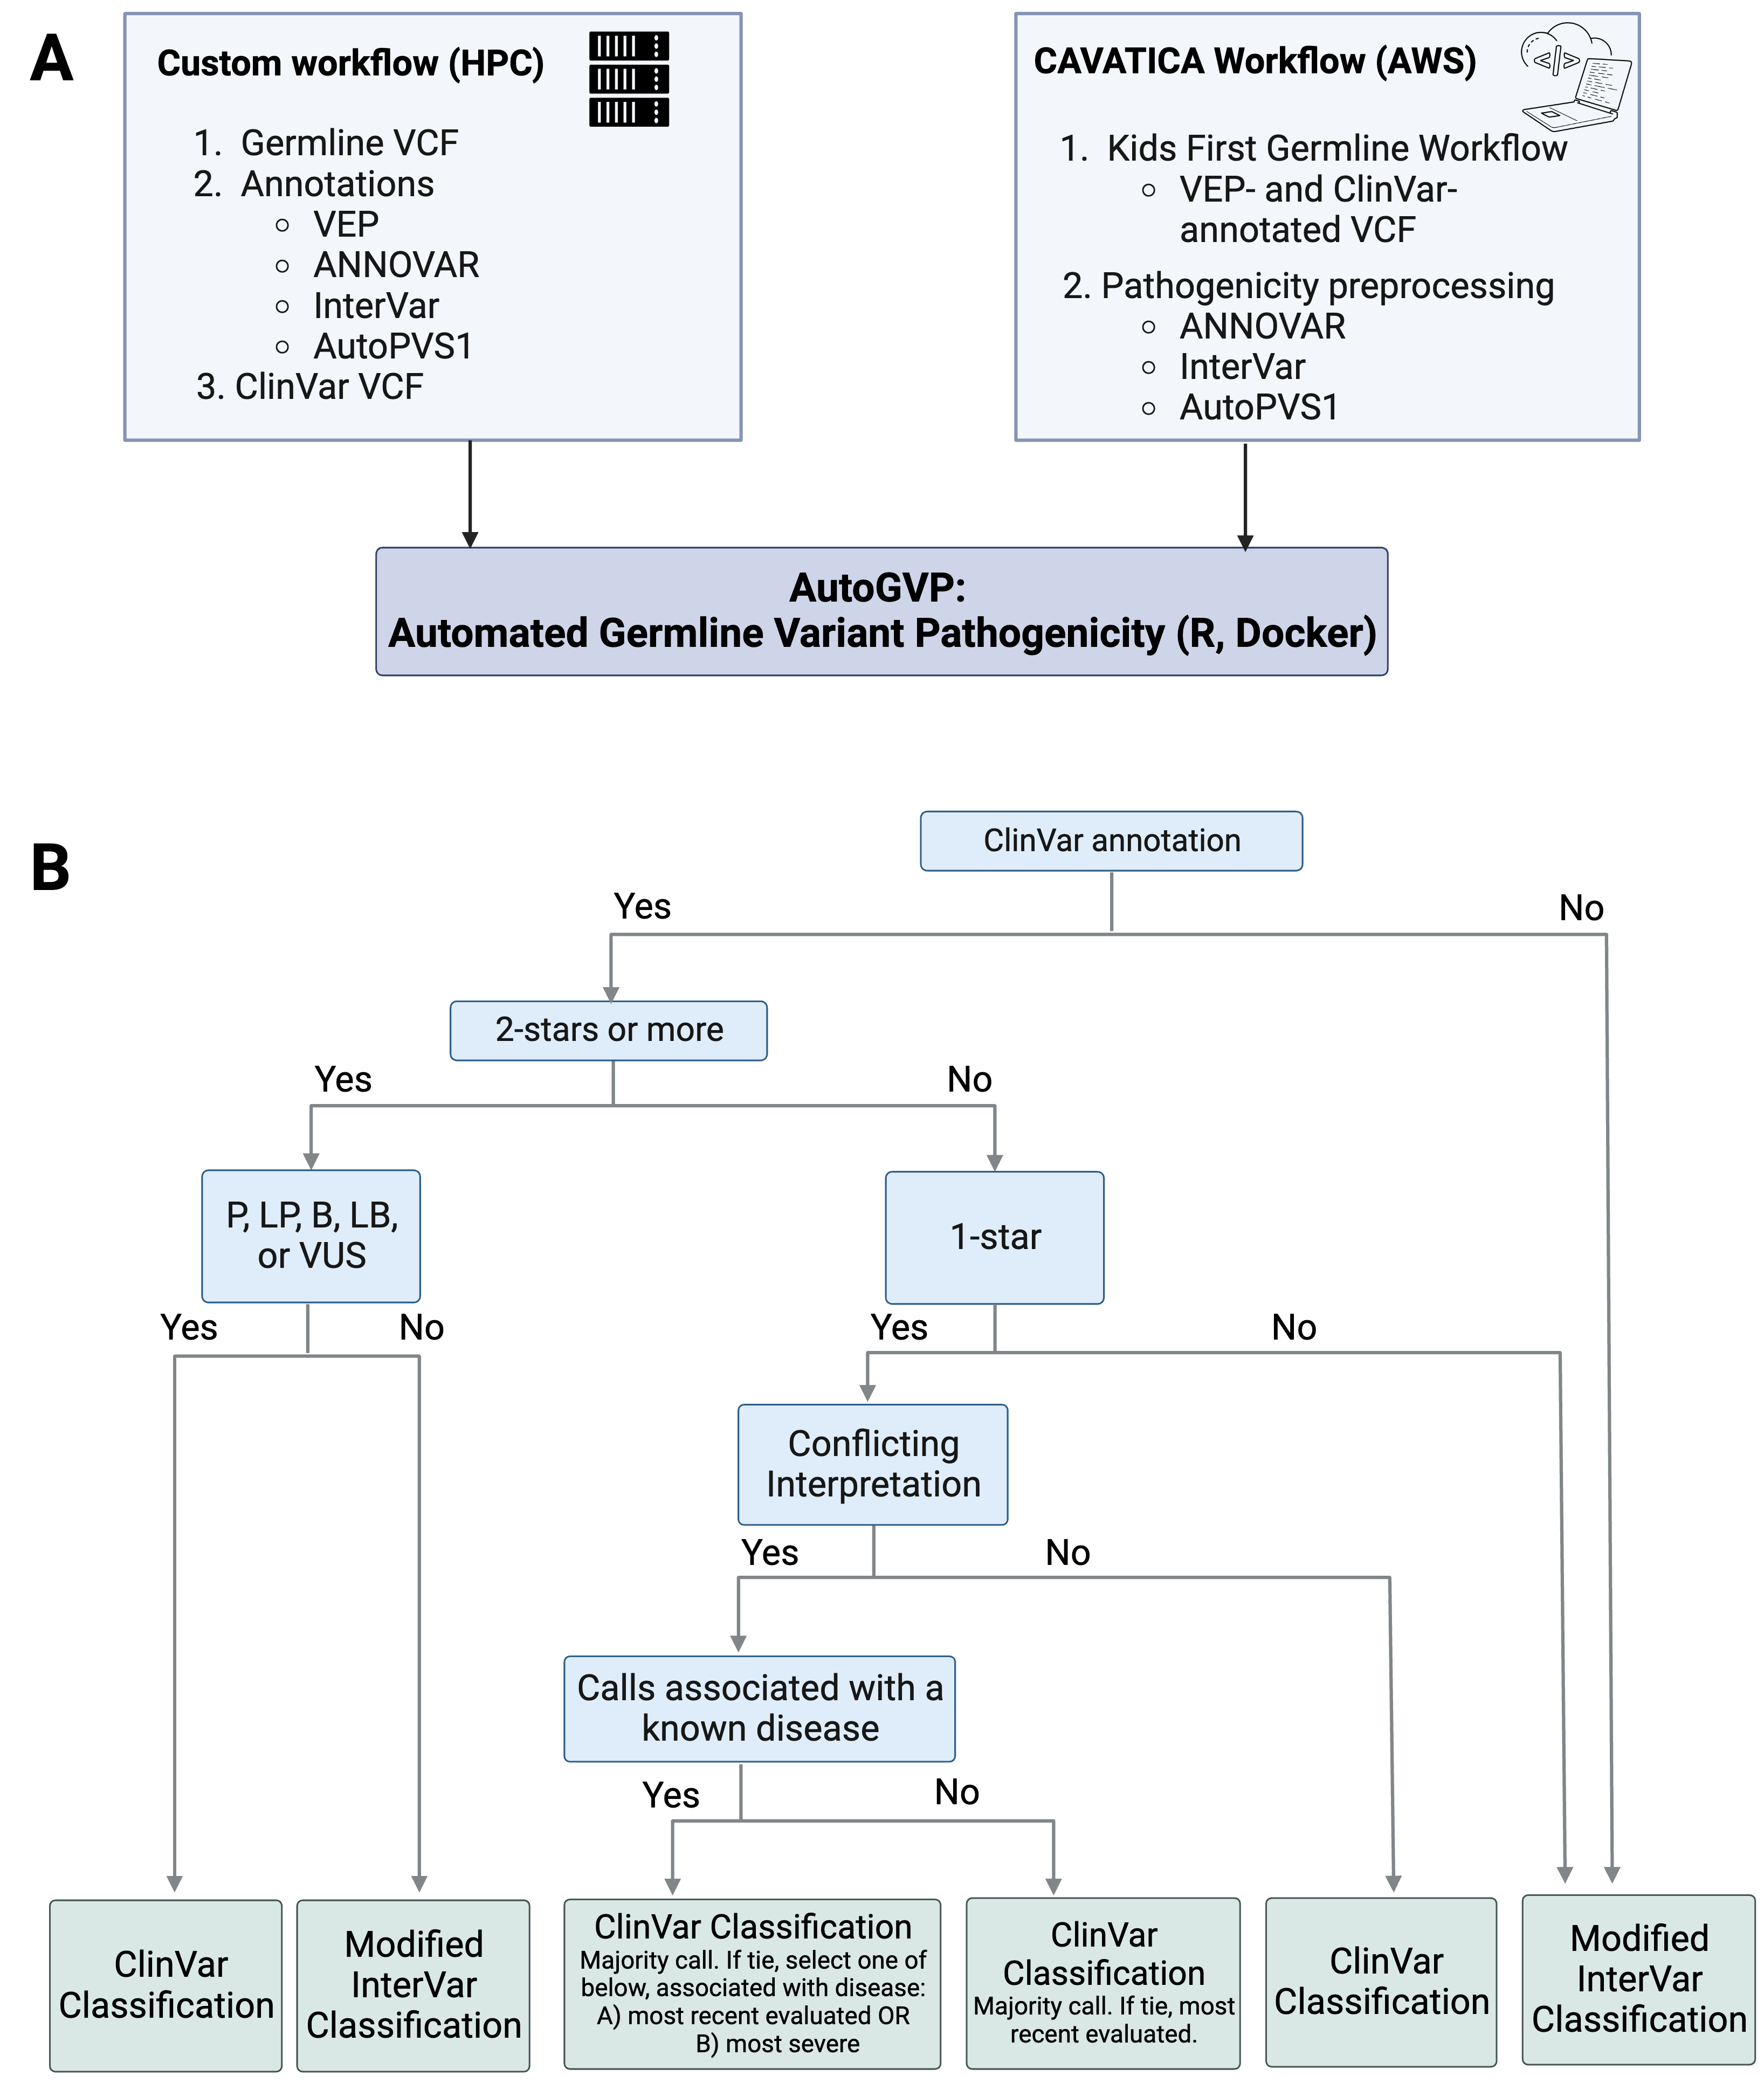 A
Custom workflow (HPC)
1. Germline VCF
2. Annotations
○ VEP
○ ANNOVAR
○ InterVar
○ AutoPVS1
3. ClinVar VCF
CAVATICA Workflow (AWS)
</>
1. Kids First Germline Workflow
○ VEP- and ClinVar-
annotated VCF
2. Pathogenicity preprocessing
○ ANNOVAR
○ InterVar
○ AutoPVS1
AutoGVP:
Automated Germline Variant Pathogenicity (R, Docker)
B
ClinVar annotation
Yes
No
2-stars or more
Yes
No
P, LP, B, LB,
or VUS
1-star
Yes
No
Yes
No
Conflicting
Interpretation
Yes
No
Calls associated with a
known disease
Yes
No
ClinVar
Classification
Modified
InterVar
Classification
ClinVar Classification
Majority call. If tie, select one of
below, associated with disease:
A) most recent evaluated OR
B) most severe
ClinVar
Classification
Majority call. If tie, most
recent evaluated.
ClinVar
Classification
Modified
InterVar
Classification